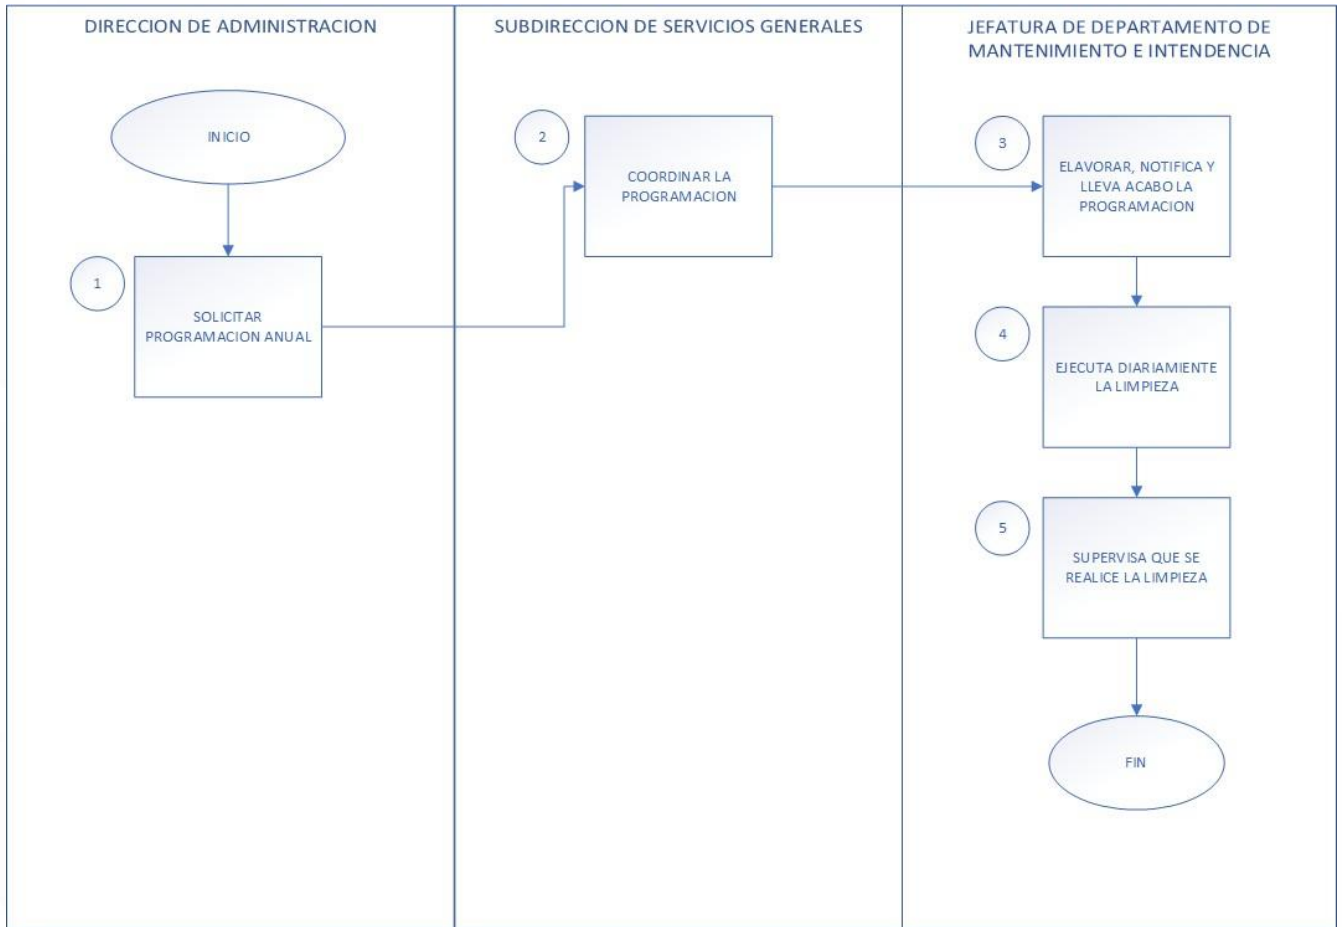 DIRECCION DE ADMINISTRACION
SUBDIRECCION DE SERVICIOS GENERALES
JEFATURA DE DEPARTAMENTO DE
MANTENIMIENTO E INTENDENCIA
INICIO
1
SOLICITAR
PROGRAMACION ANUAL
2
COORDINAR LA
PROGRAMACION
3
ELAVORAR, NOTIFICA Y
LLEVA ACABO LA
PROGRAMACION
4
EJECUTA DIARIAMIENTE
LA LIMPIEZA
5
SUPERVISA QUE SE
REALICE LA LIMPIEZA
FIN